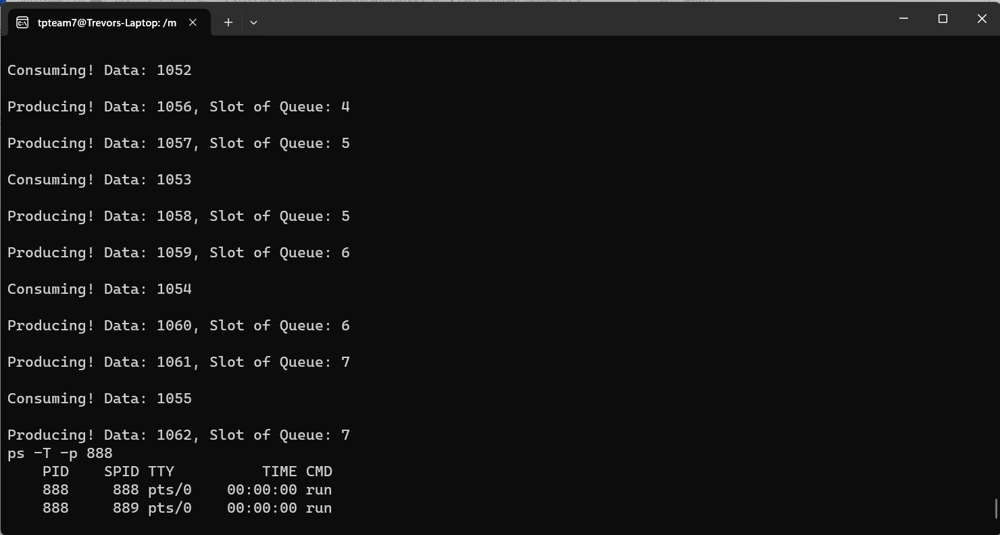 tpteam7@Trevors-Laptop: /m
Consuming! Data: 1052
Producing! Data: 1056, Slot of Queue: 4
Producing! Data: 1057, Slot of Queue: 5
Consuming! Data: 1053
Producing! Data: 1058, Slot of Queue: 5
Producing! Data: 1059, Slot of Queue: 6
Consuming! Data: 1054
Producing! Data: 1060, Slot of Queue: 6
Producing! Data: 1061, Slot of Queue: 7
Consuming! Data: 1055
Producing! Data: 1062, Slot of Queue: 7
ps -T -p 888
    PID    SPID TTY          TIME CMD
    888     888 pts/0    00:00:00 run
    888     889 pts/0    00:00:00 run